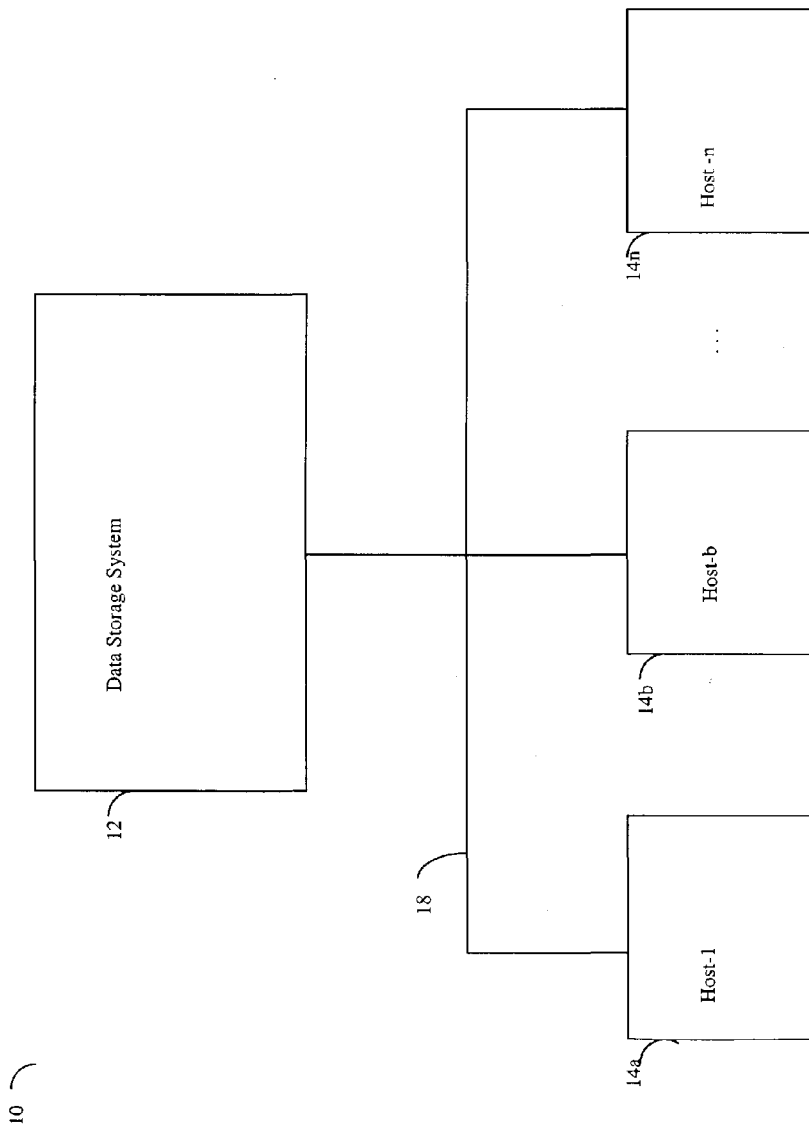 10
12
Data Storage System
18
14a
Host-1
14b
Host-b
. . .
14n
Host -n